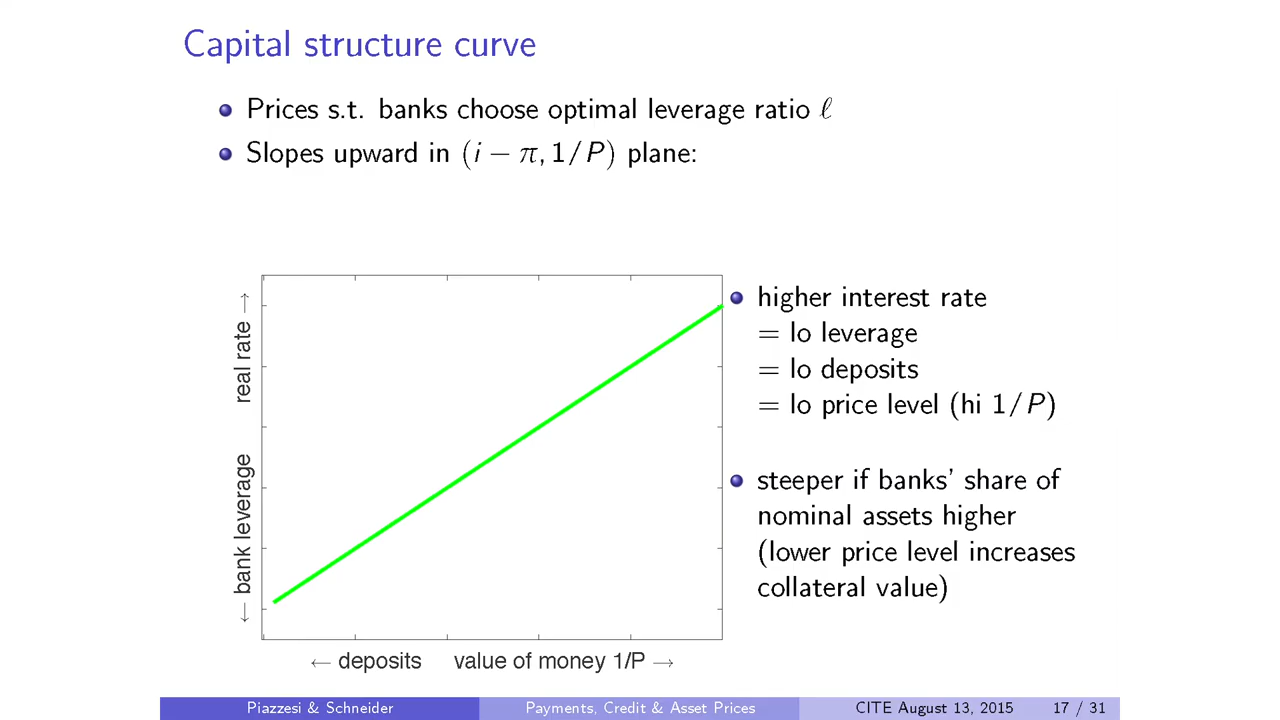 Capital structure curve
Prices s.t. banks choose optimal leverage ratio ℓ
Slopes upward in (i − π, 1/P) plane:
← bank leverage real rate →
← deposits value of money 1/P →
higher interest rate
= lo leverage
= lo deposits
= lo price level (hi 1/P)
steeper if banks' share of
nominal assets higher
(lower price level increases
collateral value)
Piazzesi & Schneider Payments, Credit & Asset Prices CITE August 13, 2015 17 / 31